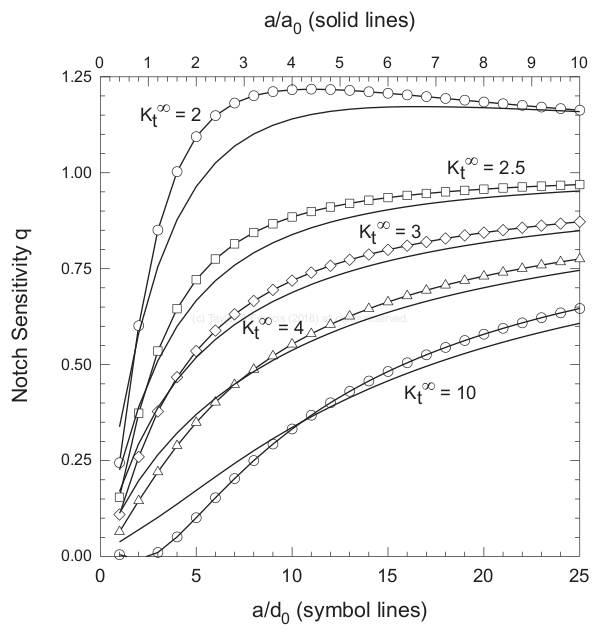 a/a0 (solid lines)
0 1 2 3 4 5 6 7 8 9 10
1.25
Kt∞ = 2
Kt∞ = 2.5
1.00
Kt∞ = 3
0.75
Kt∞ = 4
0.50
Kt∞ = 10
0.25
0.00
Notch Sensitivity q
0 5 10 15 20 25
a/d0 (symbol lines)